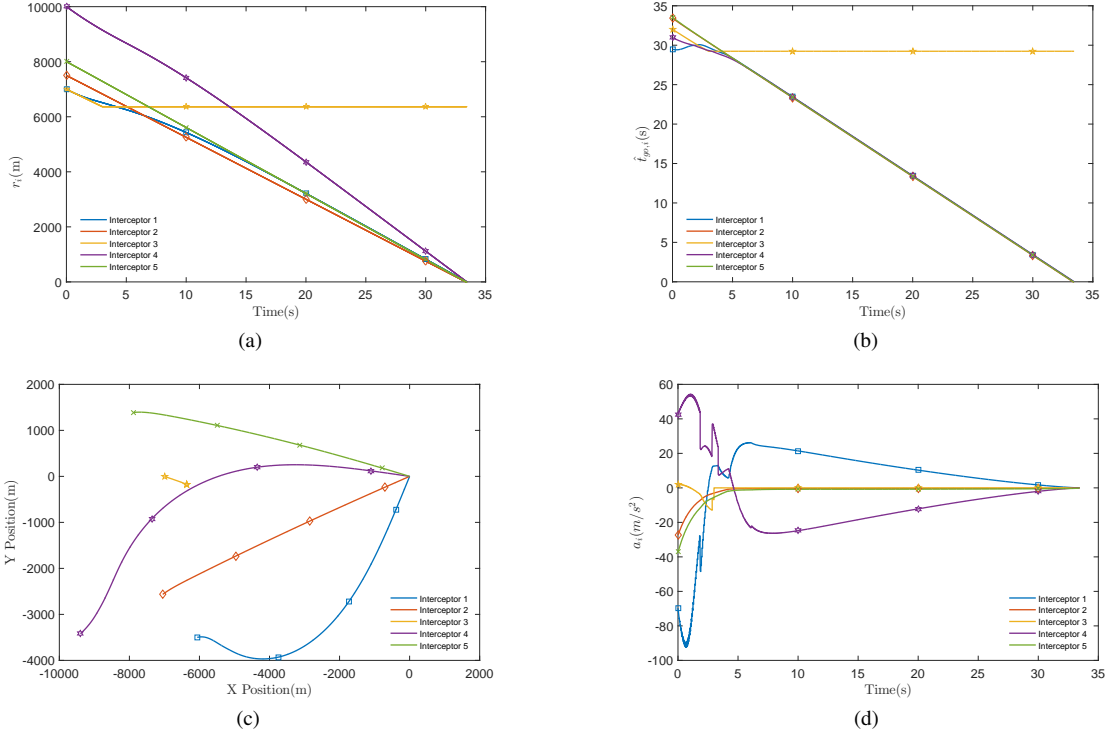 10000
8000
6000
4000
2000
0
r_i(m)
0 5 10 15 20 25 30 35
Time(s)
Interceptor 1
Interceptor 2
Interceptor 3
Interceptor 4
Interceptor 5
(a)
35
30
25
20
15
10
5
0
t̂_{go,i}(s)
0 5 10 15 20 25 30 35
Time(s)
Interceptor 1
Interceptor 2
Interceptor 3
Interceptor 4
Interceptor 5
(b)
2000
1000
0
-1000
-2000
-3000
-4000
Y Position(m)
-10000 -8000 -6000 -4000 -2000 0 2000
X Position(m)
Interceptor 1
Interceptor 2
Interceptor 3
Interceptor 4
Interceptor 5
(c)
60
40
20
0
-20
-40
-60
-80
-100
a_i(m/s²)
0 5 10 15 20 25 30 35
Time(s)
Interceptor 1
Interceptor 2
Interceptor 3
Interceptor 4
Interceptor 5
(d)